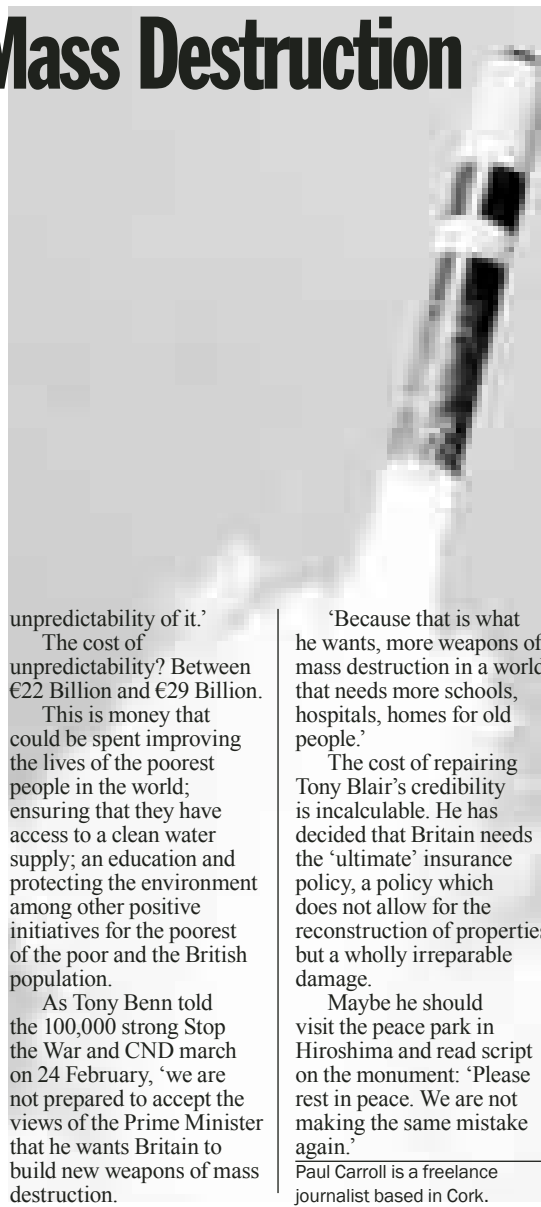 Mass Destruction
unpredictability of it.’
The cost of
unpredictability? Between
€22 Billion and €29 Billion.
This is money that
could be spent improving
the lives of the poorest
people in the world;
ensuring that they have
access to a clean water
supply; an education and
protecting the environment
among other positive
initiatives for the poorest
of the poor and the British
population.
As Tony Benn told
the 100,000 strong Stop
the War and CND march
on 24 February, ‘we are
not prepared to accept the
views of the Prime Minister
that he wants Britain to
build new weapons of mass
destruction.
‘Because that is what
he wants, more weapons of
mass destruction in a world
that needs more schools,
hospitals, homes for old
people.’
The cost of repairing
Tony Blair’s credibility
is incalculable. He has
decided that Britain needs
the ‘ultimate’ insurance
policy, a policy which
does not allow for the
reconstruction of properties
but a wholly irreparable
damage.
Maybe he should
visit the peace park in
Hiroshima and read script
on the monument: ‘Please
rest in peace. We are not
making the same mistake
again.’
Paul Carroll is a freelance
journalist based in Cork.